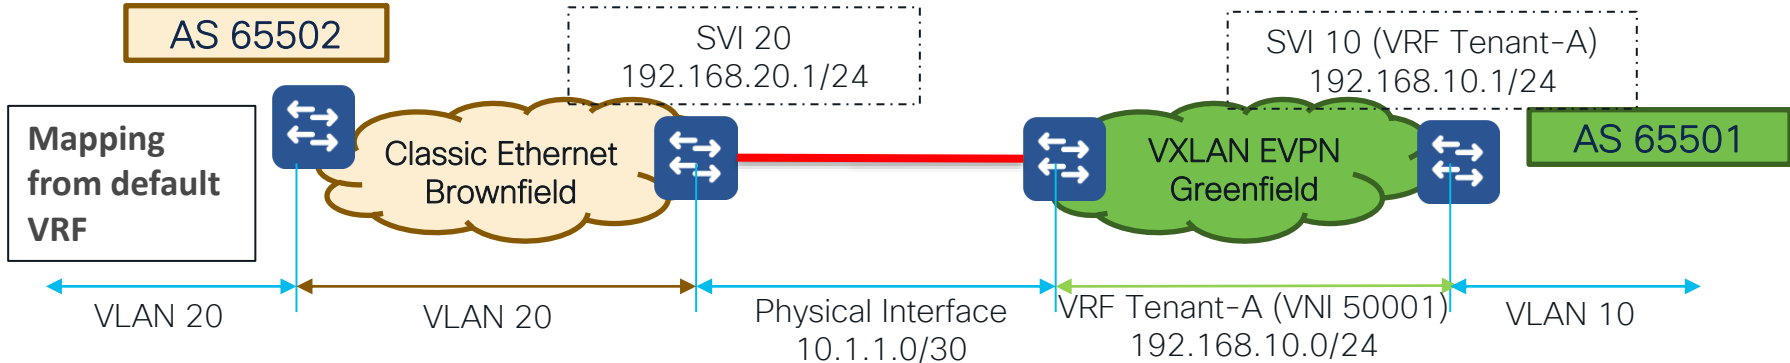 AS 65502
SVI 20
192.168.20.1/24
SVI 10 (VRF Tenant-A)
192.168.10.1/24
Mapping
from default
VRF
Classic Ethernet
Brownfield
VXLAN EVPN
Greenfield
AS 65501
VLAN 20
VLAN 20
Physical Interface
10.1.1.0/30
VRF Tenant-A (VNI 50001)
192.168.10.0/24
VLAN 10